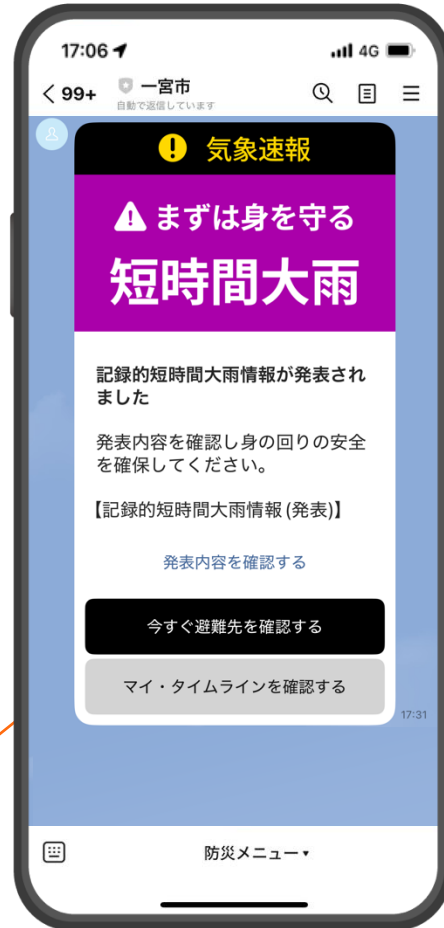 17:06
4G
99+
一宮市
自動で返信しています
気象速報
まずは身を守る
短時間大雨
記録的短時間大雨情報が発表され
ました
発表内容を確認し身の回りの安全
を確保してください。
【記録的短時間大雨情報(発表)】
発表内容を確認する
今すぐ避難先を確認する
マイ・タイムラインを確認する
17:31
防災メニュー▾